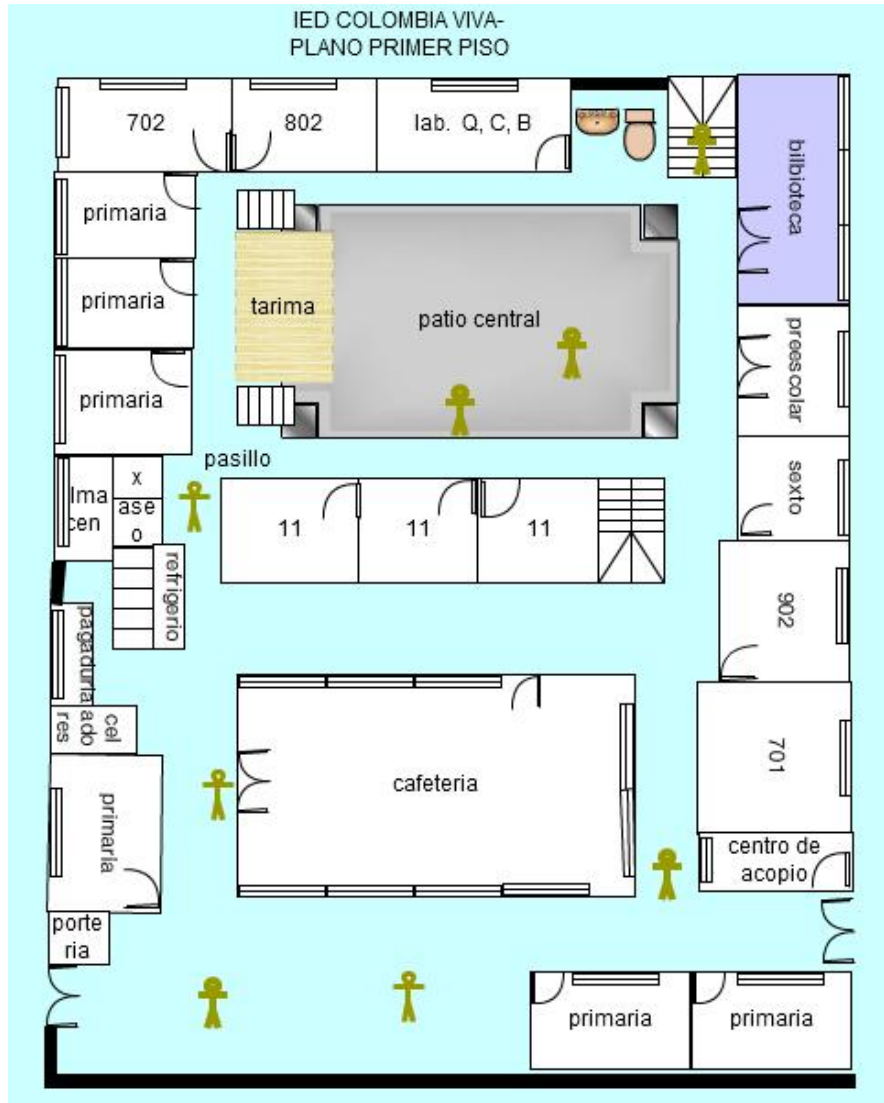 IED COLOMBIA VIVA-
PLANO PRIMER PISO
702
802
lab. Q, C, B
bilbioteca
primaria
primaria
tarima
patio central
preescolar
primaria
pasillo
sexto
lma
cen
x
ase
o
11
11
11
refrigerio
902
pagaduria
cel
ado
res
701
primaria
cafeteria
centro de
acopio
porte
ria
primaria
primaria